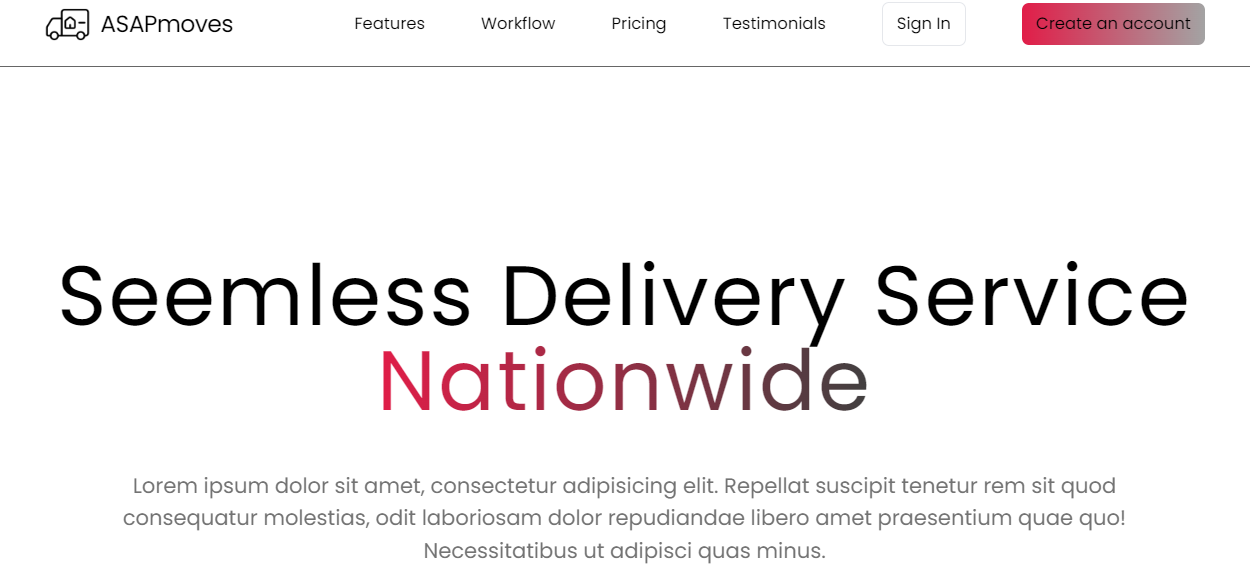 ASAPmoves
Features
Workflow
Pricing
Testimonials
Sign In
Create an account
Seemless Delivery Service
Nationwide
Lorem ipsum dolor sit amet, consectetur adipisicing elit. Repellat suscipit tenetur rem sit quod
consequatur molestias, odit laboriosam dolor repudiandae libero amet praesentium quae quo!
Necessitatibus ut adipisci quas minus.